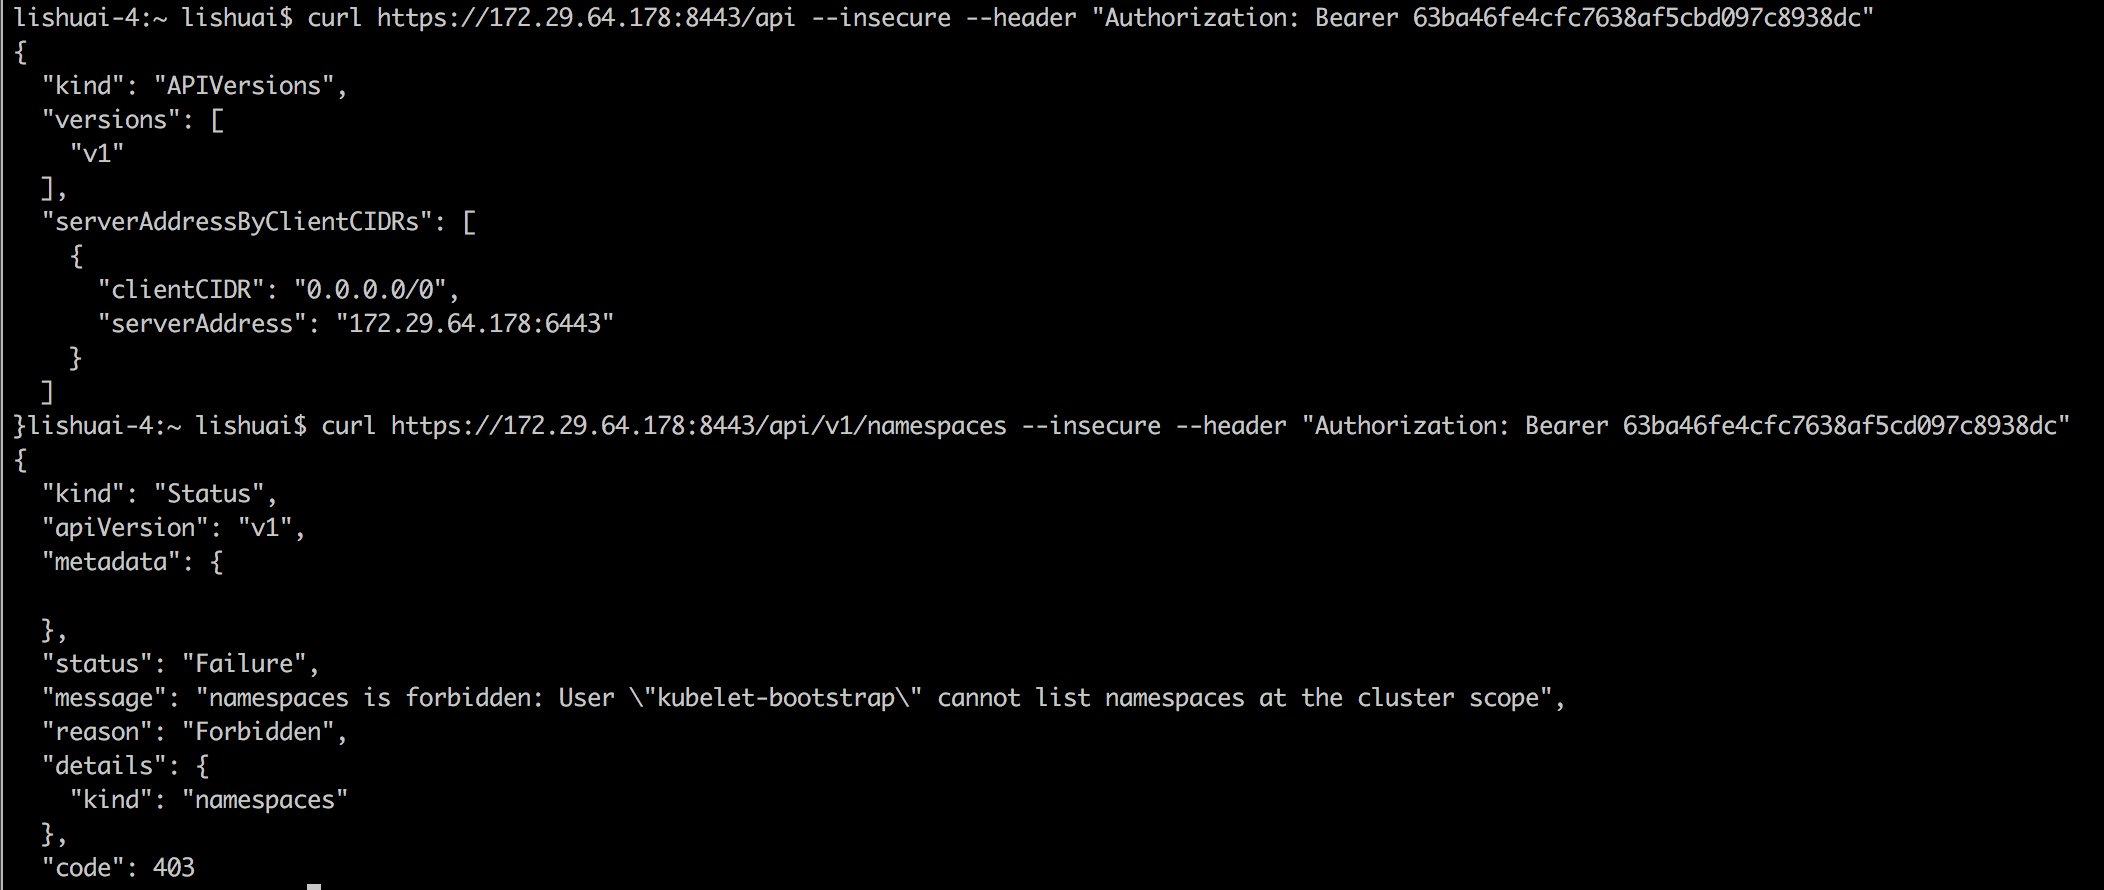 lishuai-4:~ lishuai$ curl https://172.29.64.178:8443/api --insecure --header "Authorization: Bearer 63ba46fe4cfc7638af5cbd097c8938dc"
{
  "kind": "APIVersions",
  "versions": [
    "v1"
  ],
  "serverAddressByClientCIDRs": [
    {
      "clientCIDR": "0.0.0.0/0",
      "serverAddress": "172.29.64.178:6443"
    }
  ]
}lishuai-4:~ lishuai$ curl https://172.29.64.178:8443/api/v1/namespaces --insecure --header "Authorization: Bearer 63ba46fe4cfc7638af5cd097c8938dc"
{
  "kind": "Status",
  "apiVersion": "v1",
  "metadata": {
  },
  "status": "Failure",
  "message": "namespaces is forbidden: User \"kubelet-bootstrap\" cannot list namespaces at the cluster scope",
  "reason": "Forbidden",
  "details": {
    "kind": "namespaces"
  },
  "code": 403